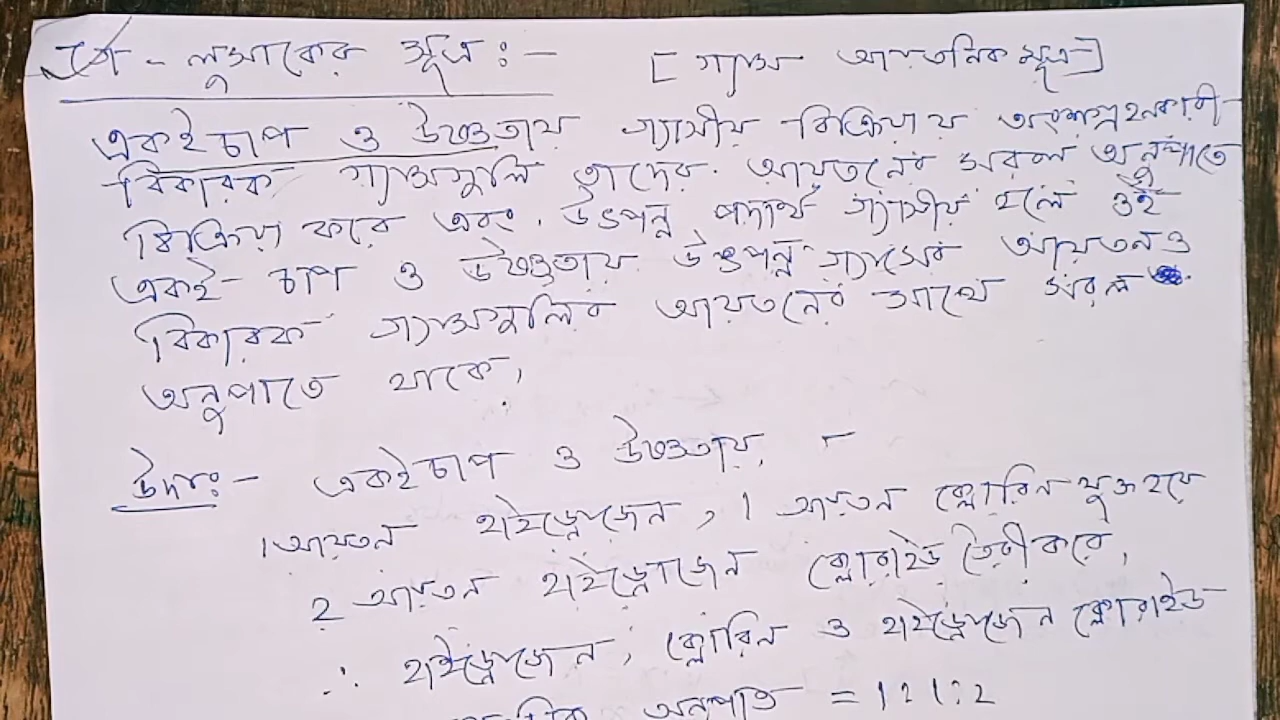 গে - লুসাকের সূত্র :- [ গ্যাস আয়তনিক সূত্র ]
একই চাপ ও উষ্ণতায় গ্যাসীয় বিক্রিয়ায় অংশগ্রহনকারী
বিকারক গ্যাসগুলি তাদের আয়তনের সরল অনুপাতে
বিক্রিয়া করে এবং উৎপন্ন পদার্থ গ্যাসীয় হলে ওই
একই চাপ ও উষ্ণতায় উৎপন্ন গ্যাসের আয়তনও
বিকারক গ্যাসগুলির আয়তনের সাথে সরল
অনুপাতে থাকে,
উদাঃ- একই চাপ ও উষ্ণতায়, -
1 আয়তন হাইড্রোজেন, 1 আয়তন ক্লোরিন যুক্ত হয়ে
2 আয়তন হাইড্রোজেন ক্লোরাইড তৈরী করে,
∴ হাইড্রোজেন, ক্লোরিন ও হাইড্রোজেন ক্লোরাইড
অনুপাত = 1:1:2